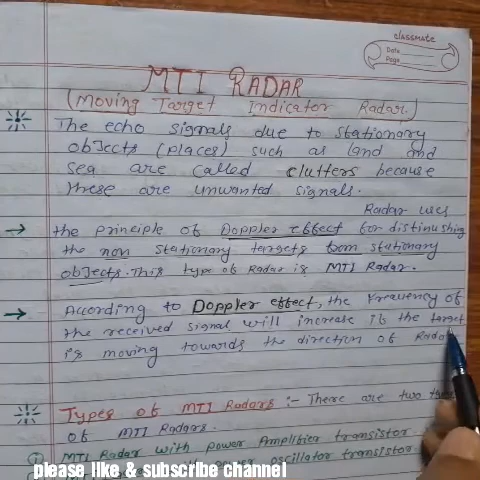 classmate
Date
Page
MTI RADAR
(Moving Target Indicator Radar)
The echo signals due to stationary
objects (places) such as land and
sea are called clutters because
these are unwanted signals.
Radar uses
the principle of Doppler effect for distinushing
the non stationary targets from stationary
objects. This type of Radar is MTI Radar.
According to Doppler effect, the frequency of
the received signal will increase if the target
is moving towards the direction of Radar
Types of MTI Radars :- There are two
of MTI Radars.
① MTI Radar with power Amplifier transistor
oscillator transistor
please like & subscribe channel